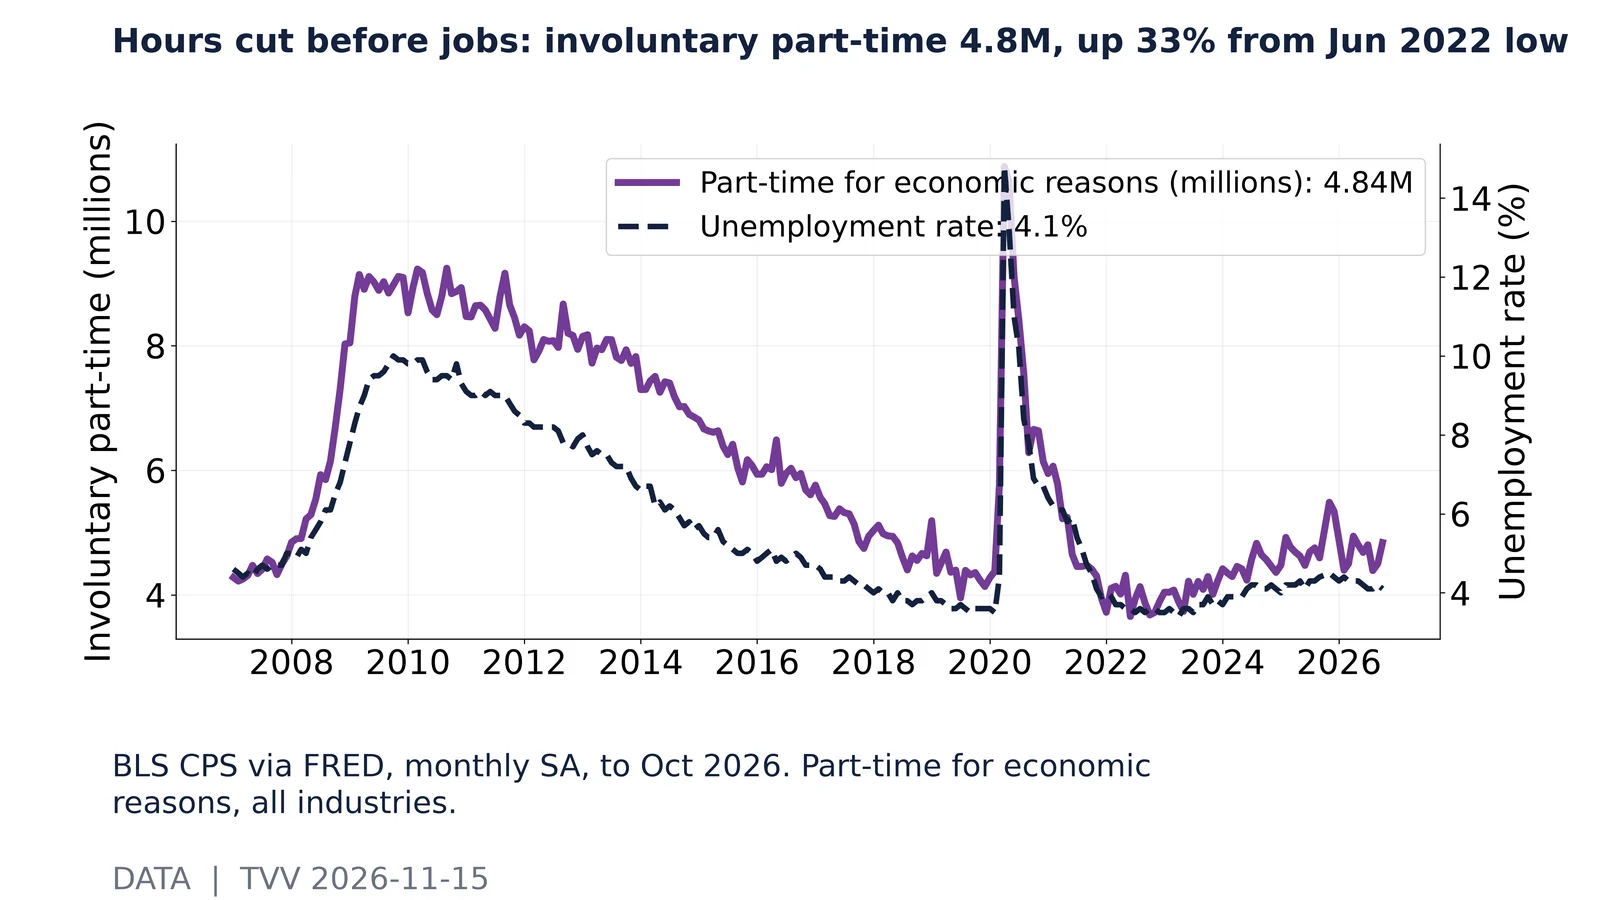 Hours cut before jobs: involuntary part-time 4.8M, up 33% from Jun 2022 low
Involuntary part-time (millions)
10
8
6
4
Part-time for economic reasons (millions): 4.84M
Unemployment rate: 4.1%
14
12
10
8
6
4
Unemployment rate (%)
2008 2010 2012 2014 2016 2018 2020 2022 2024 2026
BLS CPS via FRED, monthly SA, to Oct 2026. Part-time for economic
reasons, all industries.
DATA | TVV 2026-11-15